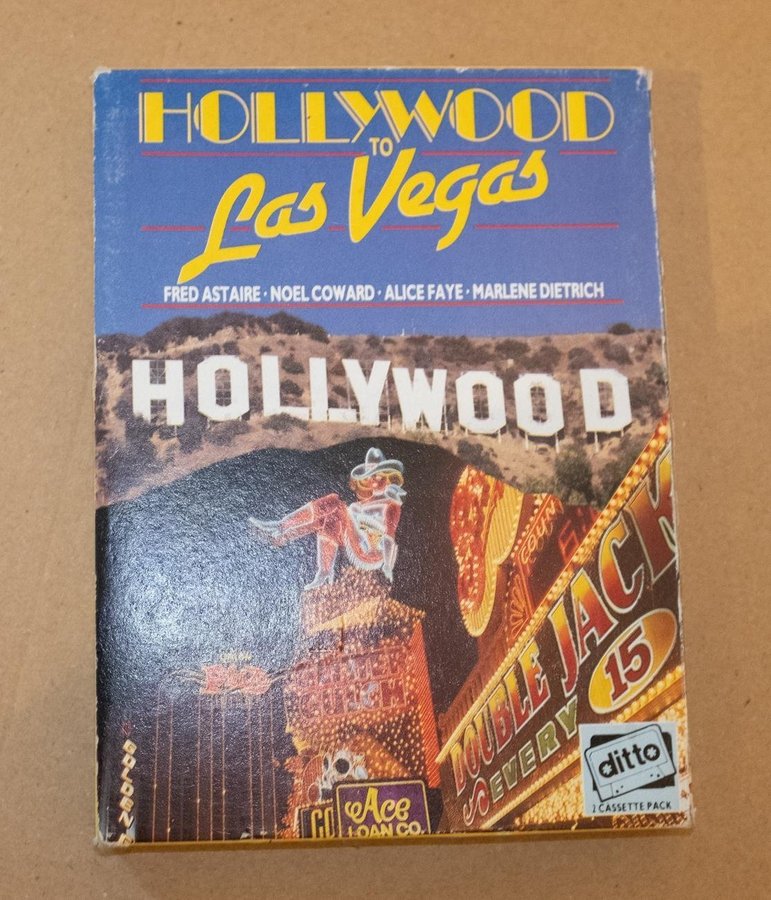 HOLLYWOOD
TO
Las Vegas
FRED ASTAIRE · NOEL COWARD · ALICE FAYE · MARLENE DIETRICH
HOLLYWOOD
DOUBLE JACK
EVERY 15
Ace
LOAN CO.
ditto
2 CASSETTE PACK